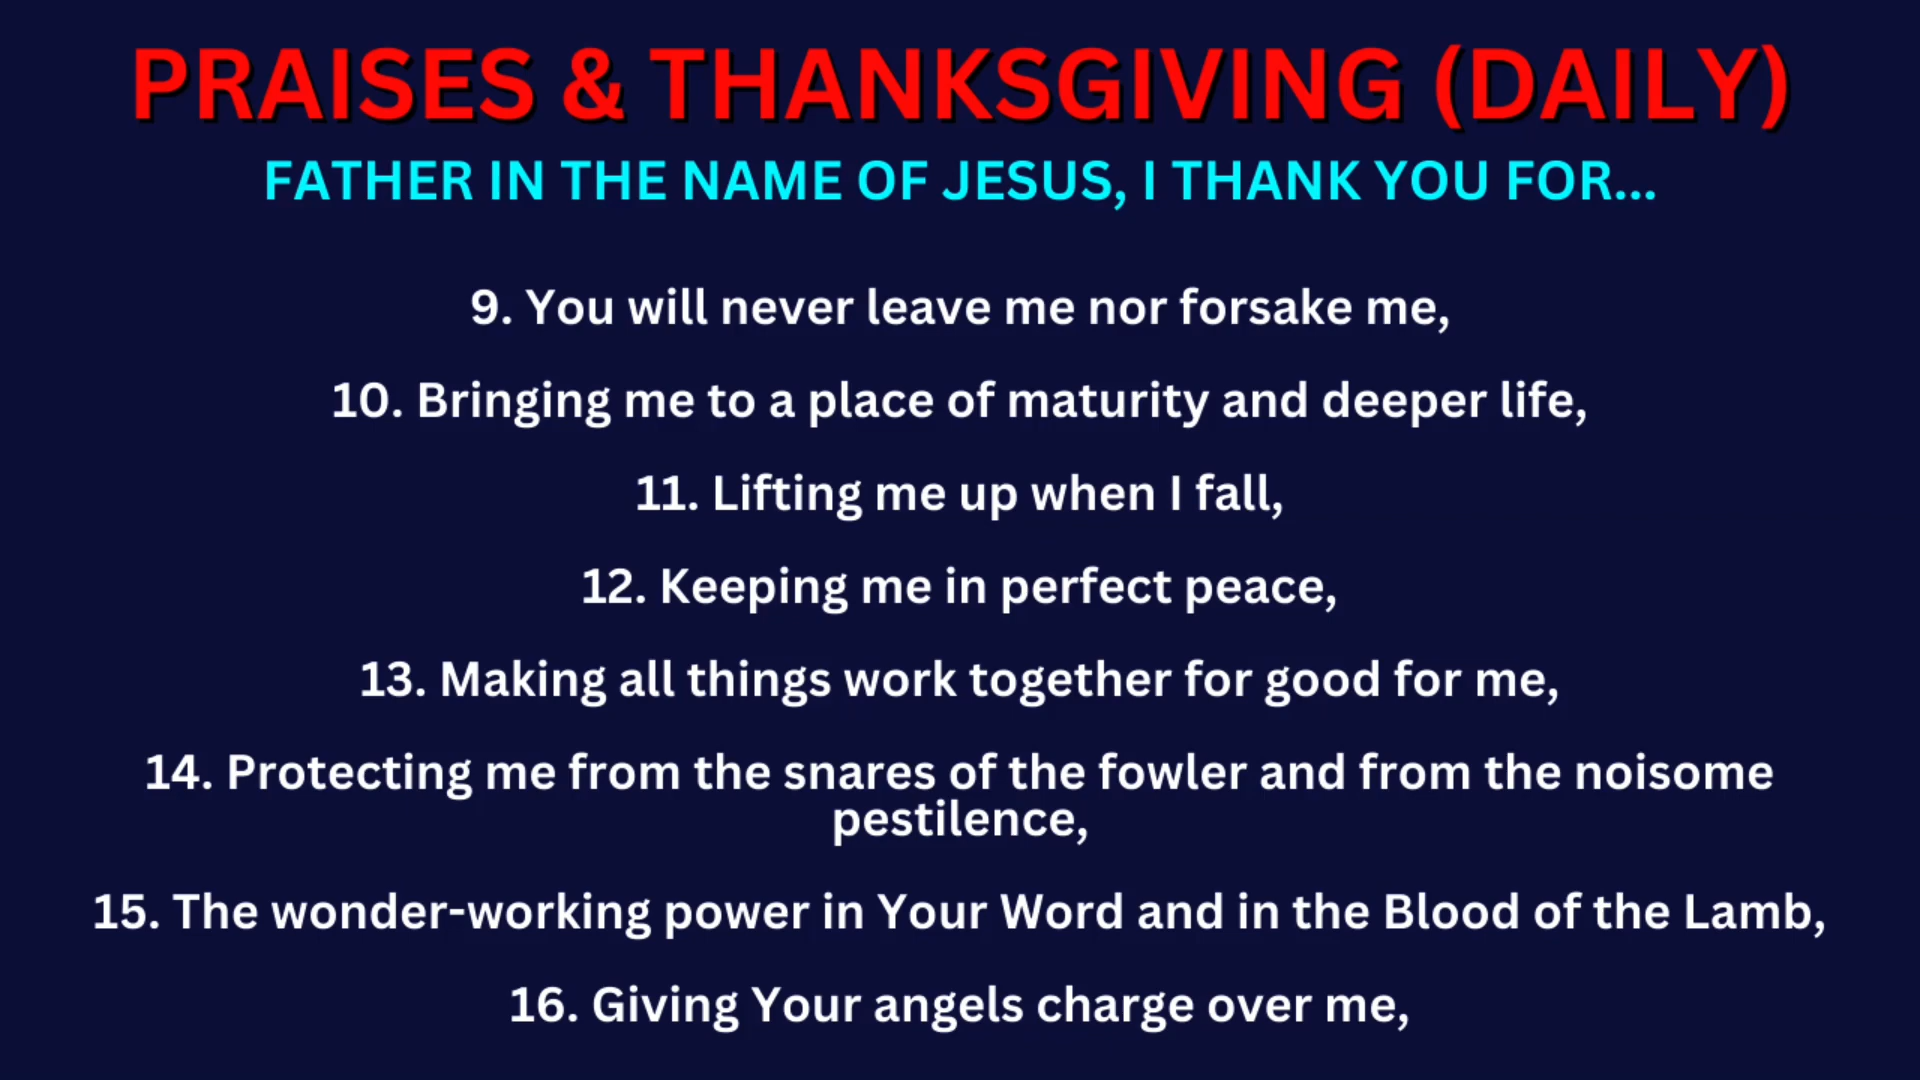 PRAISES & THANKSGIVING (DAILY)
FATHER IN THE NAME OF JESUS, I THANK YOU FOR...
9. You will never leave me nor forsake me,
10. Bringing me to a place of maturity and deeper life,
11. Lifting me up when I fall,
12. Keeping me in perfect peace,
13. Making all things work together for good for me,
14. Protecting me from the snares of the fowler and from the noisome
pestilence,
15. The wonder-working power in Your Word and in the Blood of the Lamb,
16. Giving Your angels charge over me,